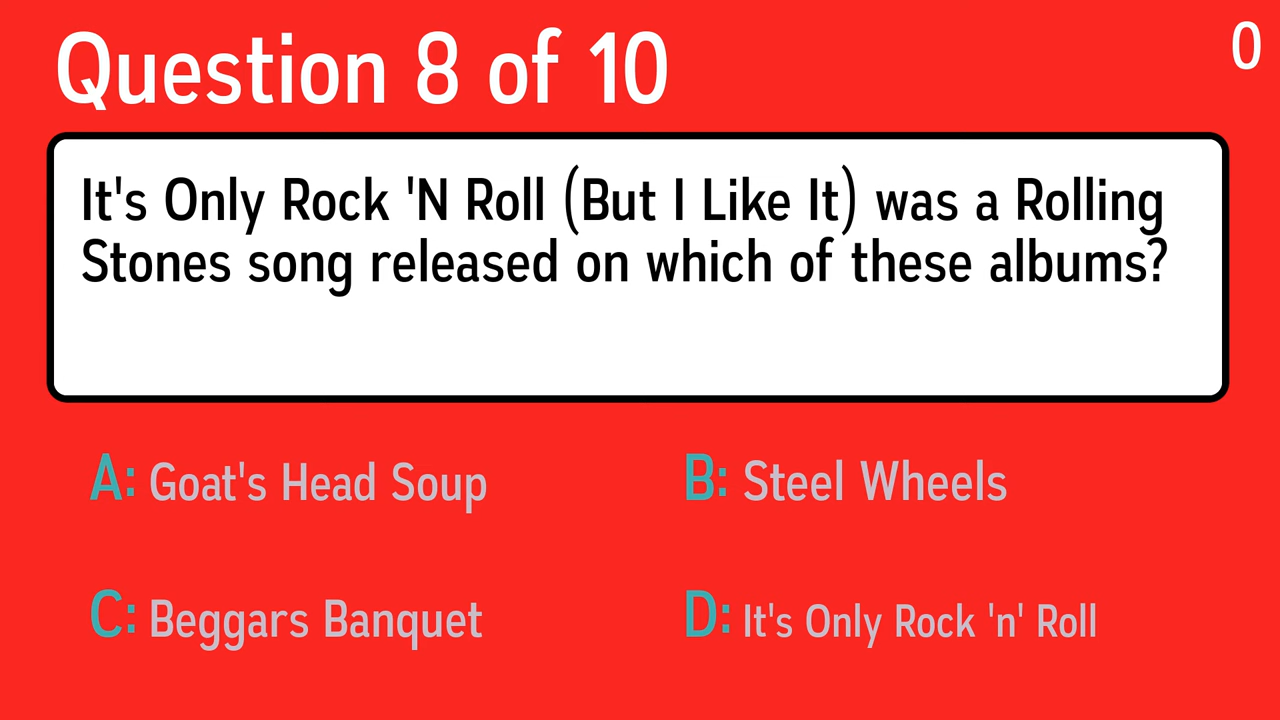 Question 8 of 10
0
It's Only Rock 'N Roll (But I Like It) was a Rolling
Stones song released on which of these albums?
A: Goat's Head Soup
B: Steel Wheels
C: Beggars Banquet
D: It's Only Rock 'n' Roll